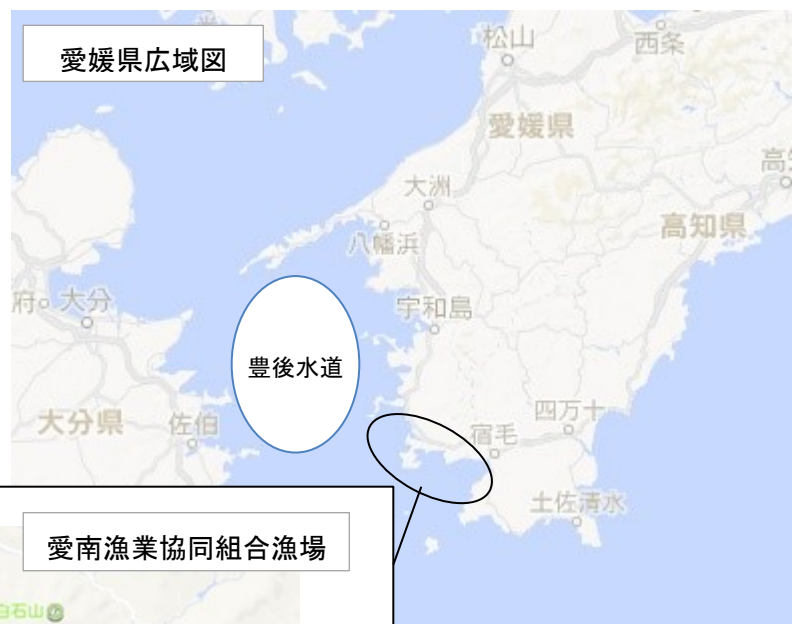 愛媛県広域図
松山
西条
愛媛県
大洲
高知県
八幡浜
宇和島
大分
豊後水道
大分県
佐伯
四万十
宿毛
土佐清水
愛南漁業協同組合漁場
白石山